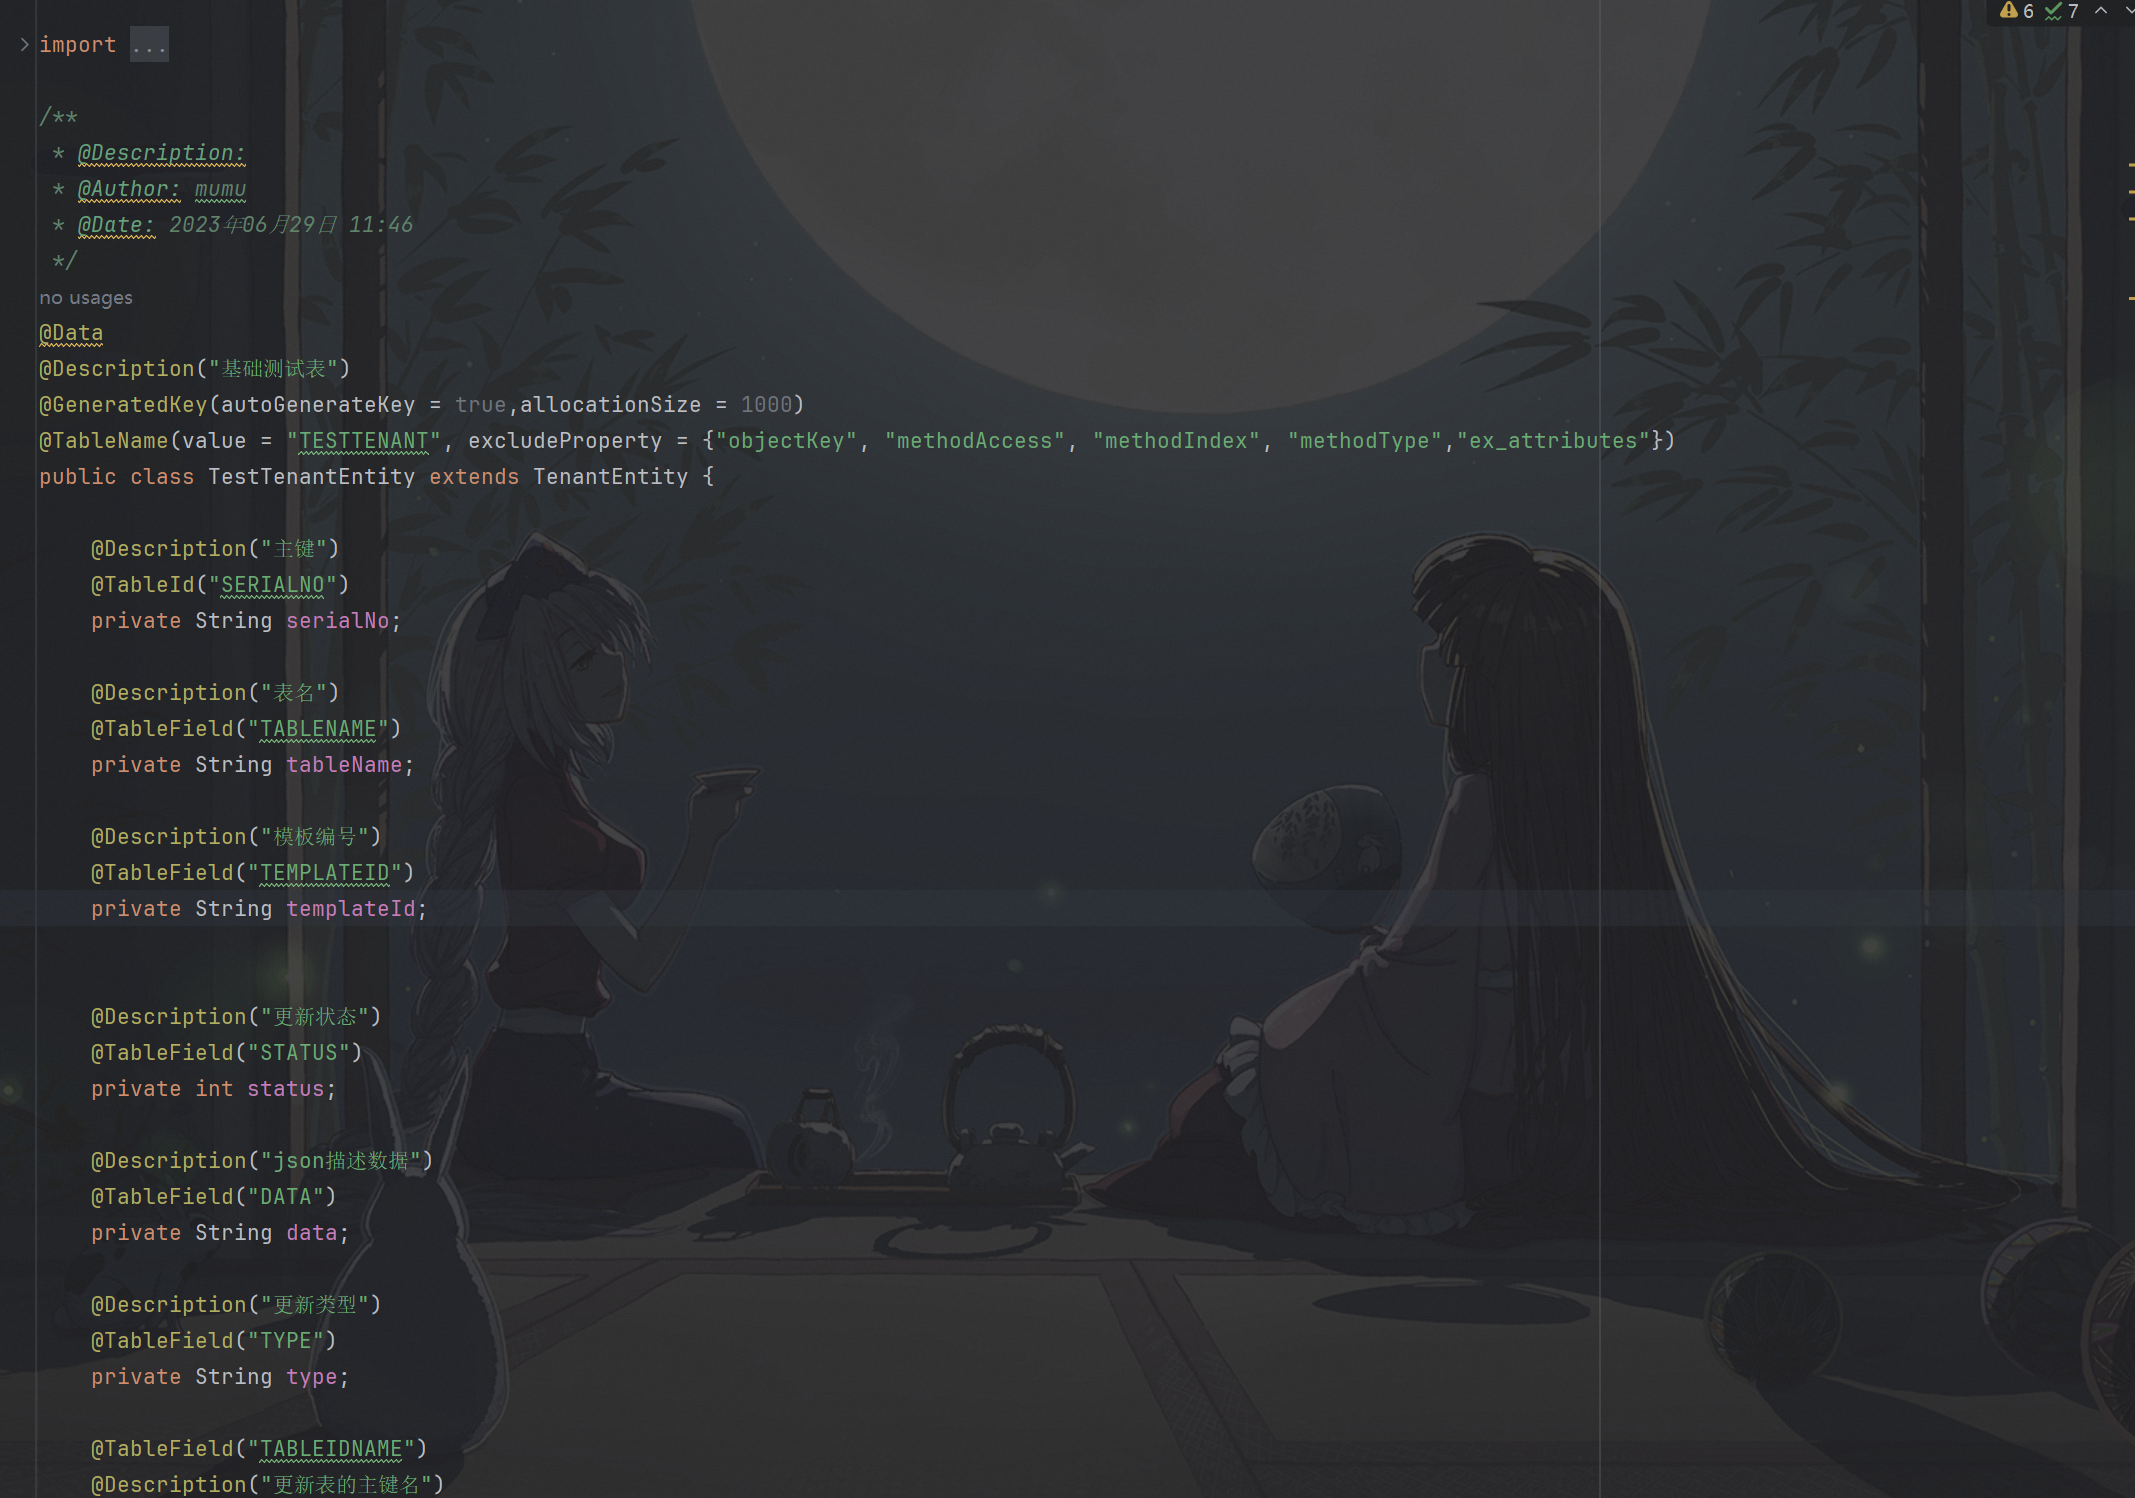 6 7
import ...
/**
 * @Description:
 * @Author: mumu
 * @Date: 2023年06月29日 11:46
 */
no usages
@Data
@Description("基础测试表")
@GeneratedKey(autoGenerateKey = true,allocationSize = 1000)
@TableName(value = "TESTTENANT", excludeProperty = {"objectKey", "methodAccess", "methodIndex", "methodType","ex_attributes"})
public class TestTenantEntity extends TenantEntity {
    @Description("主键")
    @TableId("SERIALNO")
    private String serialNo;
    @Description("表名")
    @TableField("TABLENAME")
    private String tableName;
    @Description("模板编号")
    @TableField("TEMPLATEID")
    private String templateId;
    @Description("更新状态")
    @TableField("STATUS")
    private int status;
    @Description("json描述数据")
    @TableField("DATA")
    private String data;
    @Description("更新类型")
    @TableField("TYPE")
    private String type;
    @TableField("TABLEIDNAME")
    @Description("更新表的主键名")